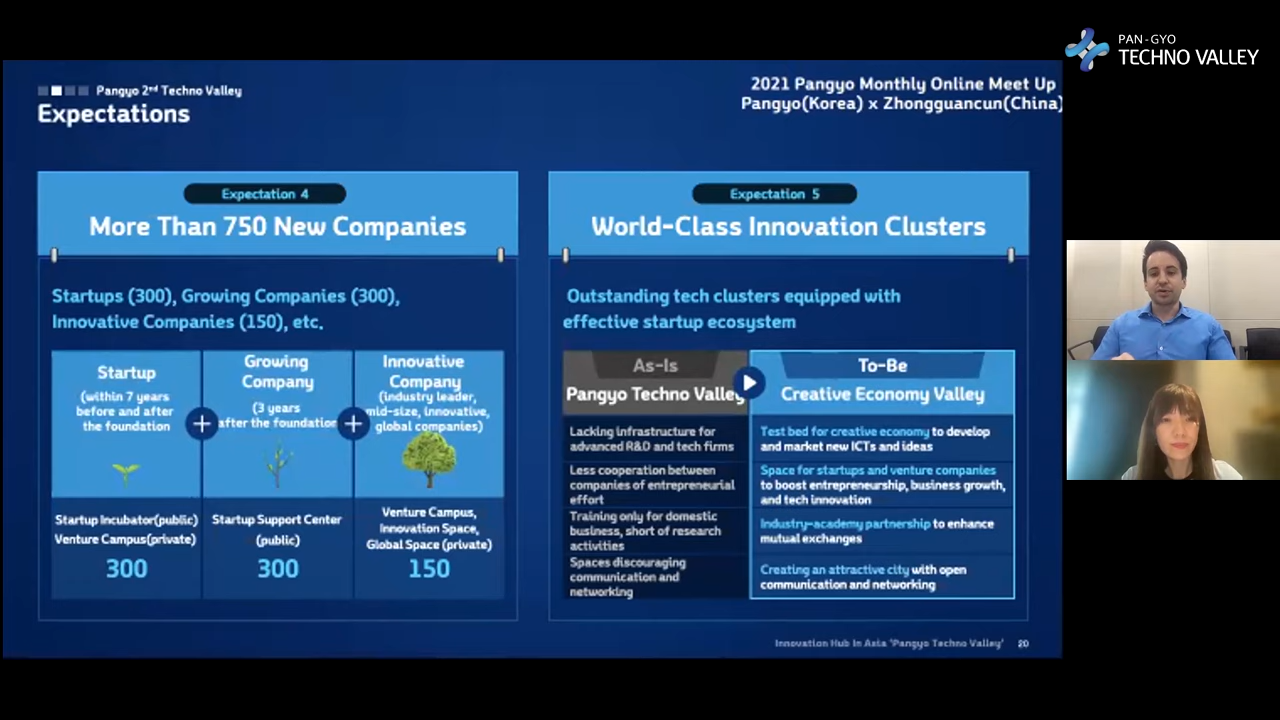 PAN-GYO
TECHNO VALLEY
Pangyo 2nd Techno Valley
Expectations
2021 Pangyo Monthly Online Meet Up
Pangyo(Korea) x Zhongguancun(China)
Expectation 4
More Than 750 New Companies
Startups (300), Growing Companies (300),
Innovative Companies (150), etc.
Startup
(within 7 years
before and after
the foundation
Growing
Company
(3 years
after the foundation
Innovative
Company
(industry leader,
mid-size, innovative,
global companies)
Startup Incubator(public)
Venture Campus(private)
300
Startup Support Center
(public)
300
Venture Campus,
Innovation Space,
Global Space (private)
150
Expectation 5
World-Class Innovation Clusters
Outstanding tech clusters equipped with
effective startup ecosystem
As-Is
Pangyo Techno Valley
To-Be
Creative Economy Valley
Lacking infrastructure for
advanced R&D and tech firms
Test bed for creative economy to develop
and market new ICTs and ideas
Less cooperation between
companies of entrepreneurial
effort
Space for startups and venture companies
to boost entrepreneurship, business growth,
and tech innovation
Training only for domestic
business, short of research
activities
Industry-academy partnership to enhance
mutual exchanges
Spaces discouraging
communication and
networking
Creating an attractive city with open
communication and networking
Innovation Hub In Asia 'Pangyo Techno Valley' 20